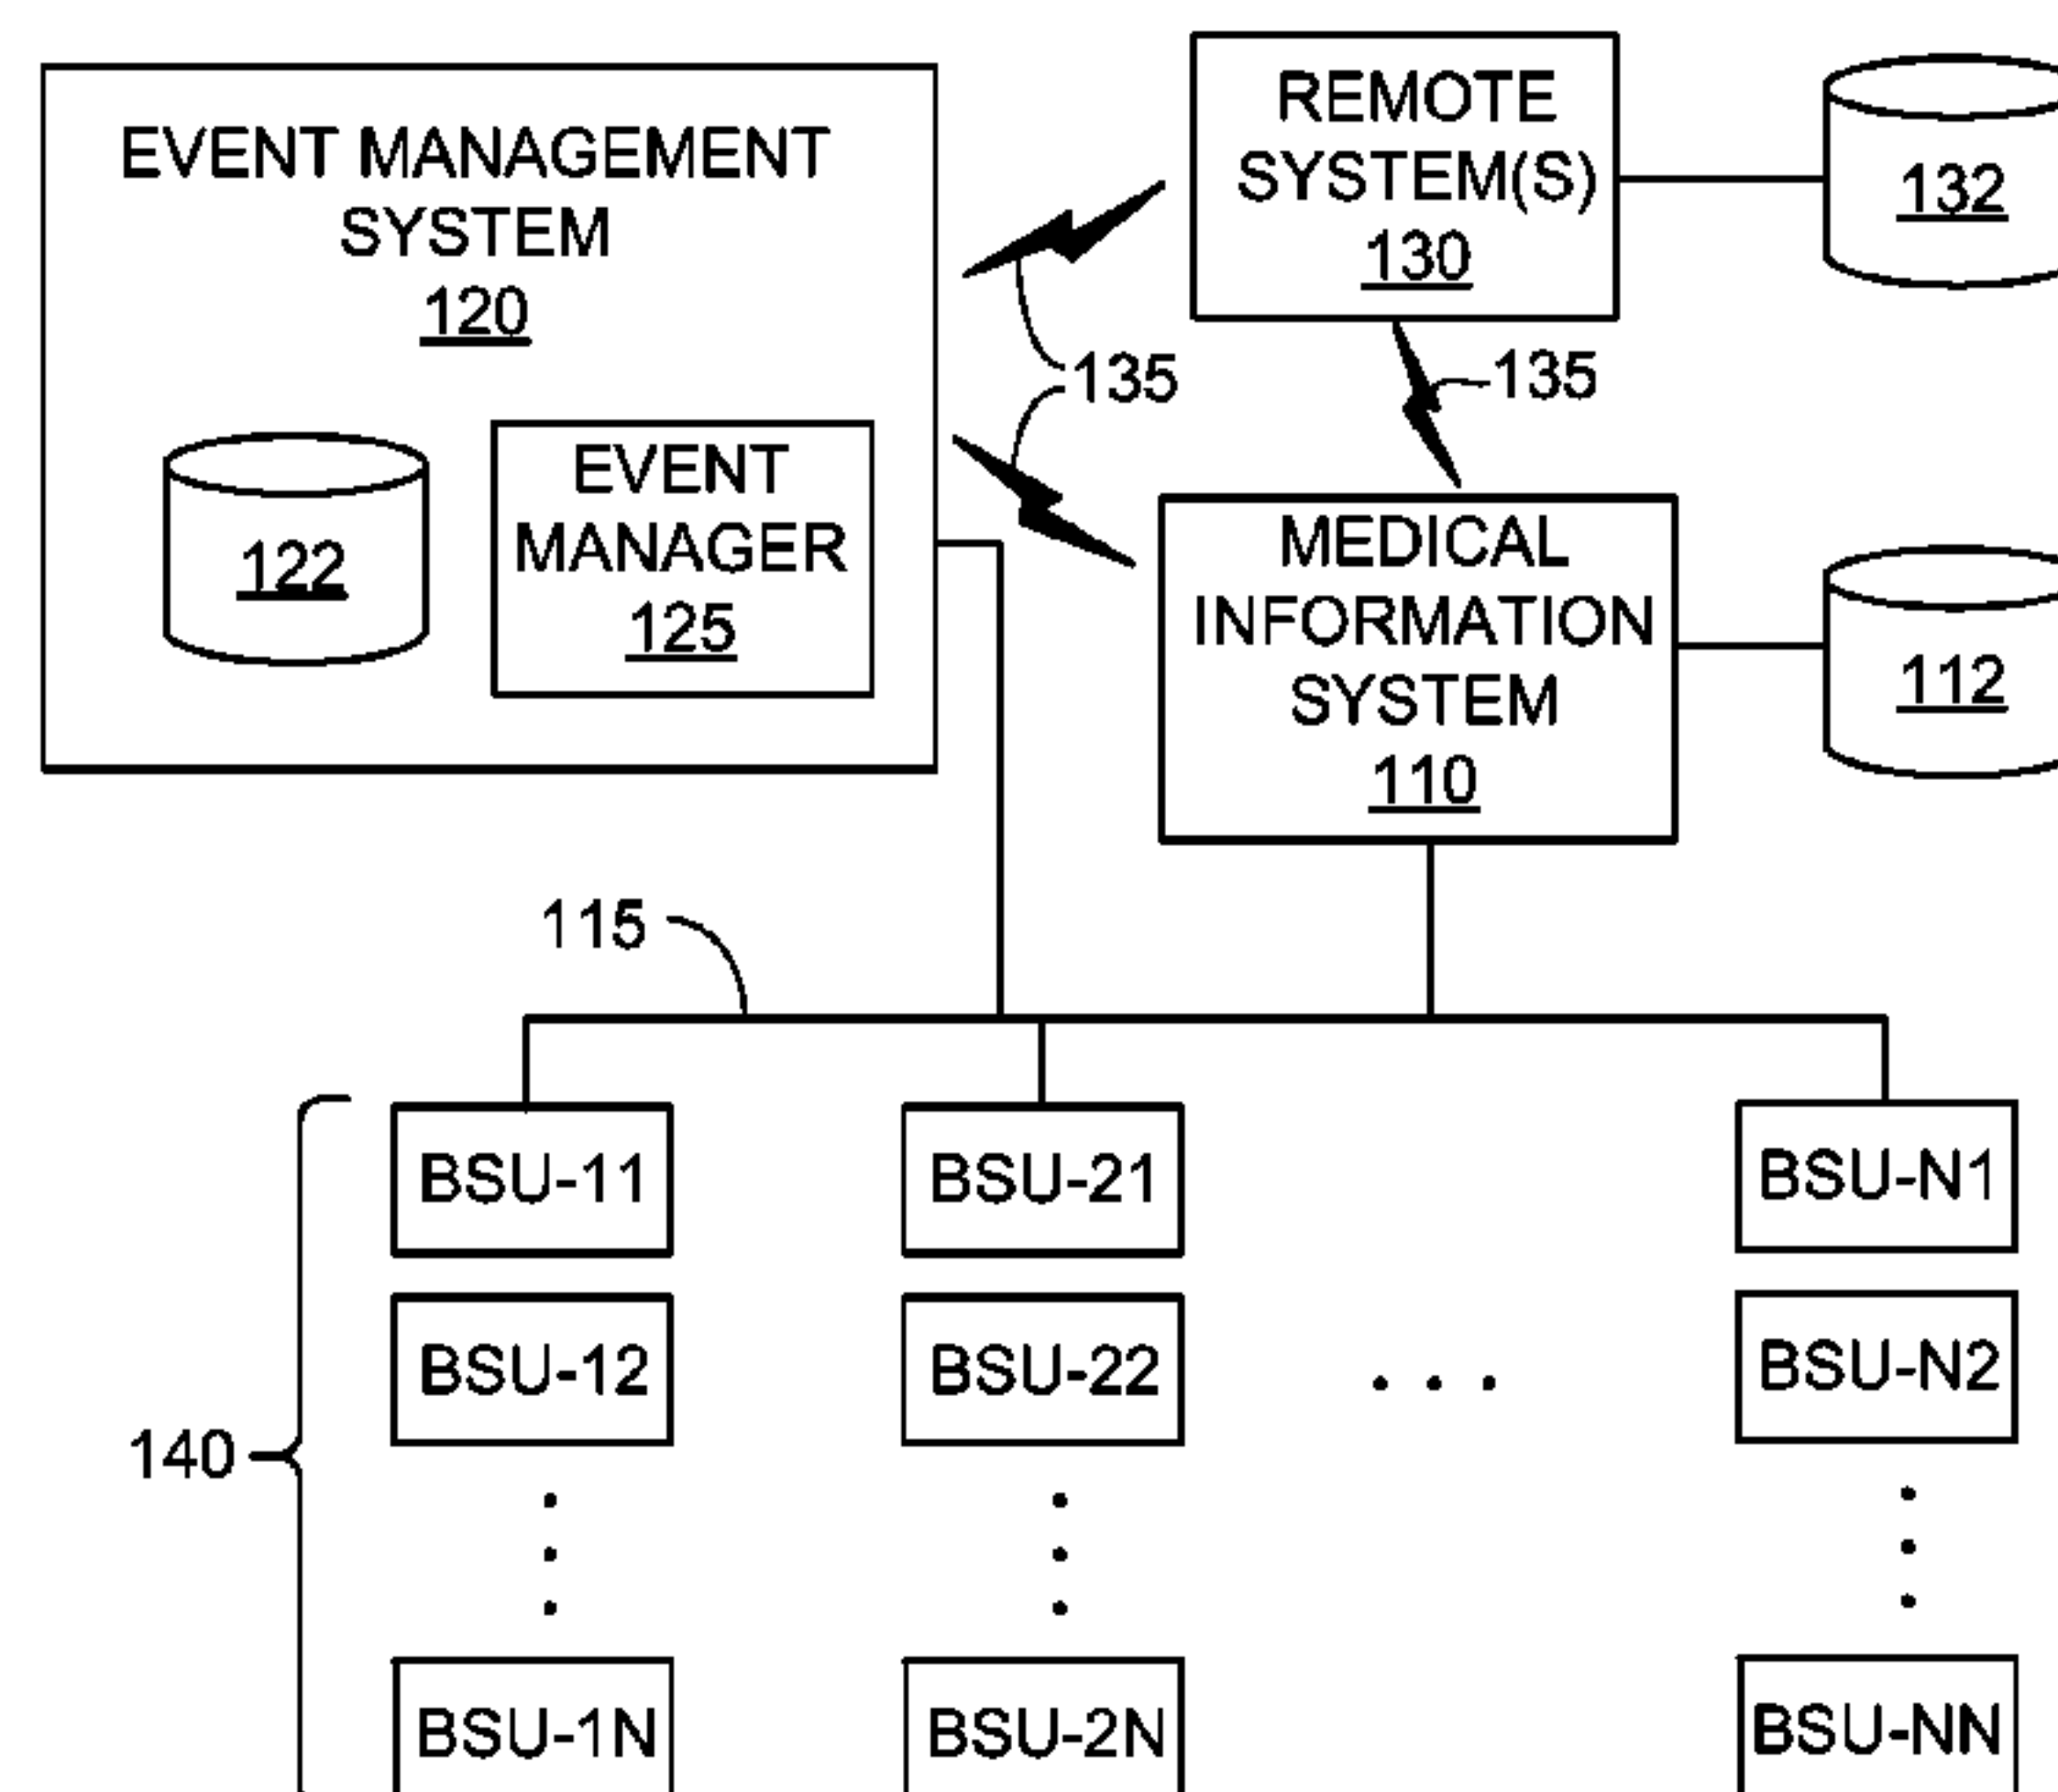 EVENT MANAGEMENT
SYSTEM
120
122
EVENT
MANAGER
125
REMOTE
SYSTEM(S)
130
132
135
135
MEDICAL
INFORMATION
SYSTEM
110
112
115
140
BSU-11
BSU-21
BSU-N1
BSU-12
BSU-22
. . .
BSU-N2
BSU-1N
BSU-2N
BSU-NN